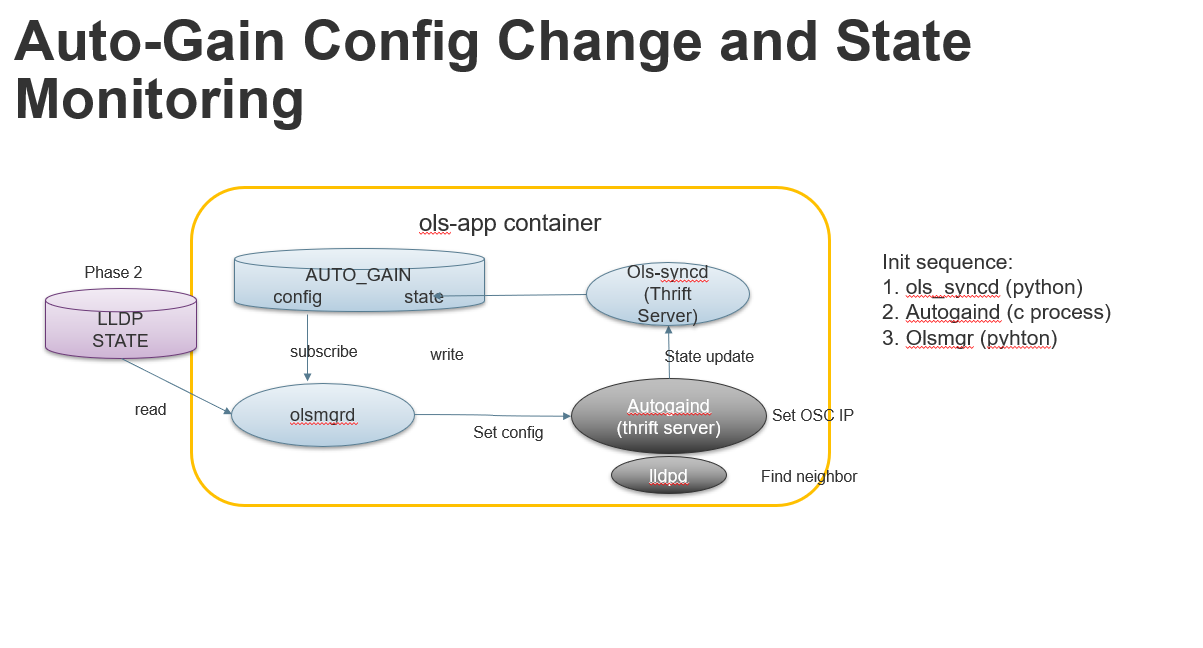 Auto-Gain Config Change and State
Monitoring
ols-app container
Phase 2
LLDP
STATE
AUTO_GAIN
config state
Ols-syncd
(Thrift
Server)
subscribe
write
State update
read
olsmgrd
Set config
Autogaind
(thrift server)
Set OSC IP
lldpd
Find neighbor
Init sequence:
1. ols_syncd (python)
2. Autogaind (c process)
3. Olsmgr (pyhton)